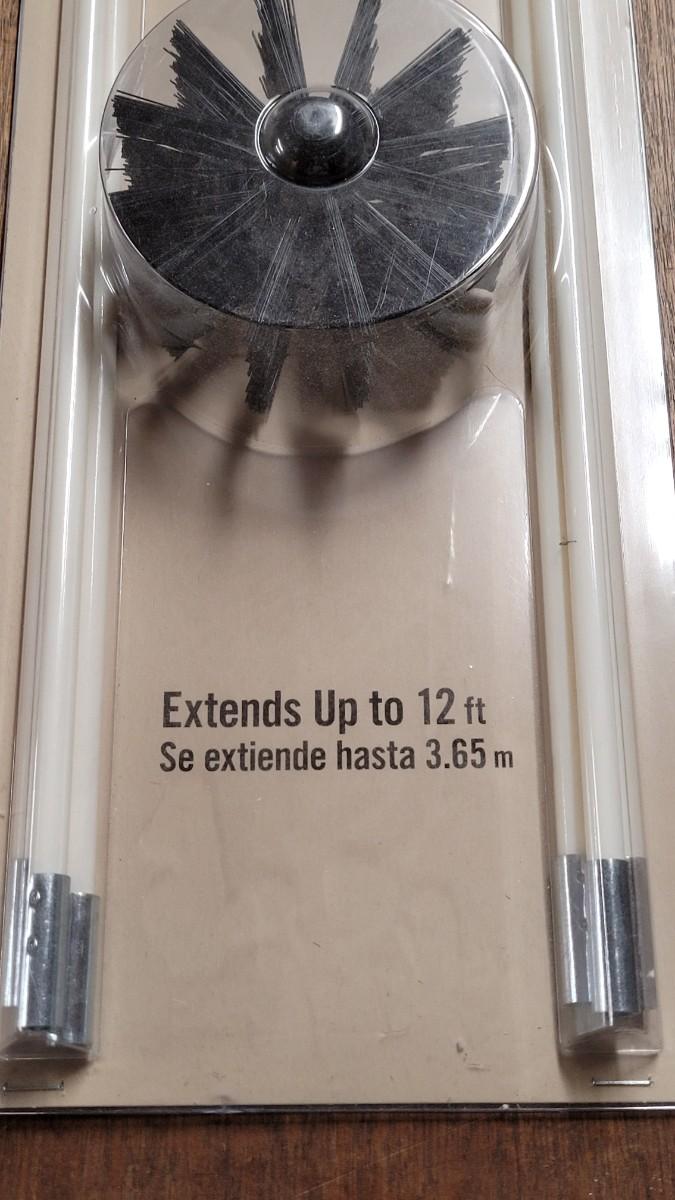 Extends Up to 12 ft
Se extiende hasta 3.65 m